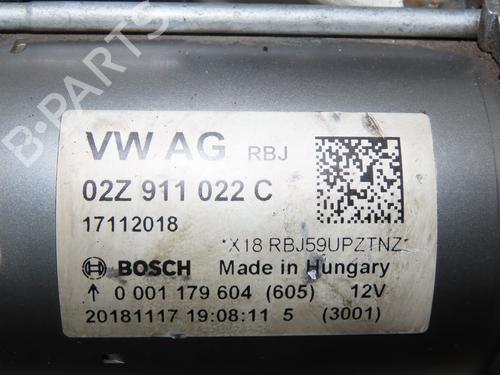 B-PARTS
VW AG RBJ
02Z 911 022 C
17112018
*X18 RBJ59UPZTNZ*
BOSCH Made in Hungary
↑ 0 001 179 604 (605) 12V
20181117 19:08:11 5 (3001)